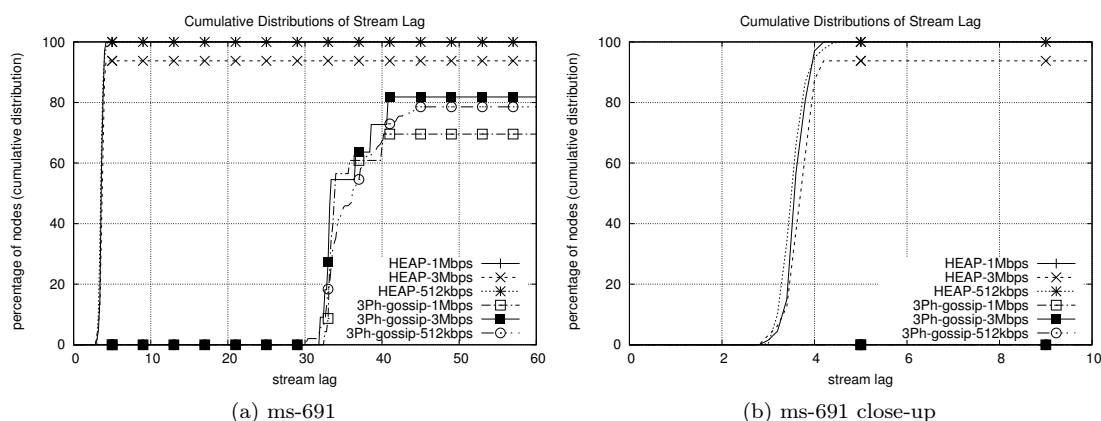 Cumulative Distributions of Stream Lag
percentage of nodes (cumulative distribution)
100
80
60
40
20
0
HEAP-1Mbps
HEAP-3Mbps
HEAP-512kbps
3Ph-gossip-1Mbps
3Ph-gossip-3Mbps
3Ph-gossip-512kbps
0 10 20 30 40 50 60
stream lag
(a) ms-691
Cumulative Distributions of Stream Lag
percentage of nodes (cumulative distribution)
100
80
60
40
20
0
HEAP-1Mbps
HEAP-3Mbps
HEAP-512kbps
3Ph-gossip-1Mbps
3Ph-gossip-3Mbps
3Ph-gossip-512kbps
0 2 4 6 8 10
stream lag
(b) ms-691 close-up